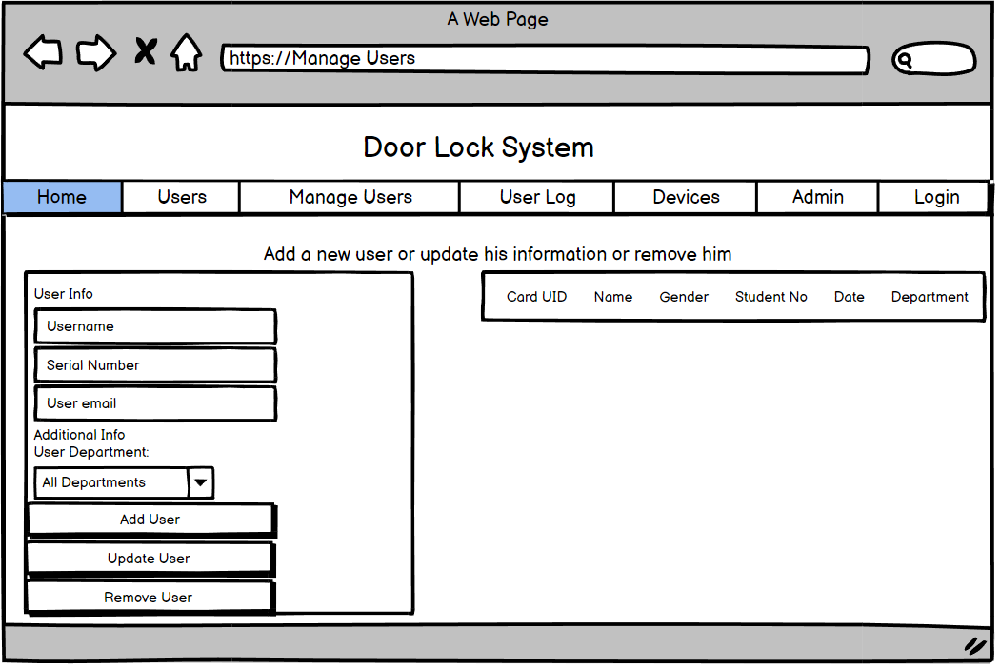 A Web Page
https://Manage Users
Door Lock System
Home Users Manage Users User Log Devices Admin Login
Add a new user or update his information or remove him
User Info
Username
Serial Number
User email
Additional Info
User Department:
All Departments
Add User
Update User
Remove User
Card UID Name Gender Student No Date Department